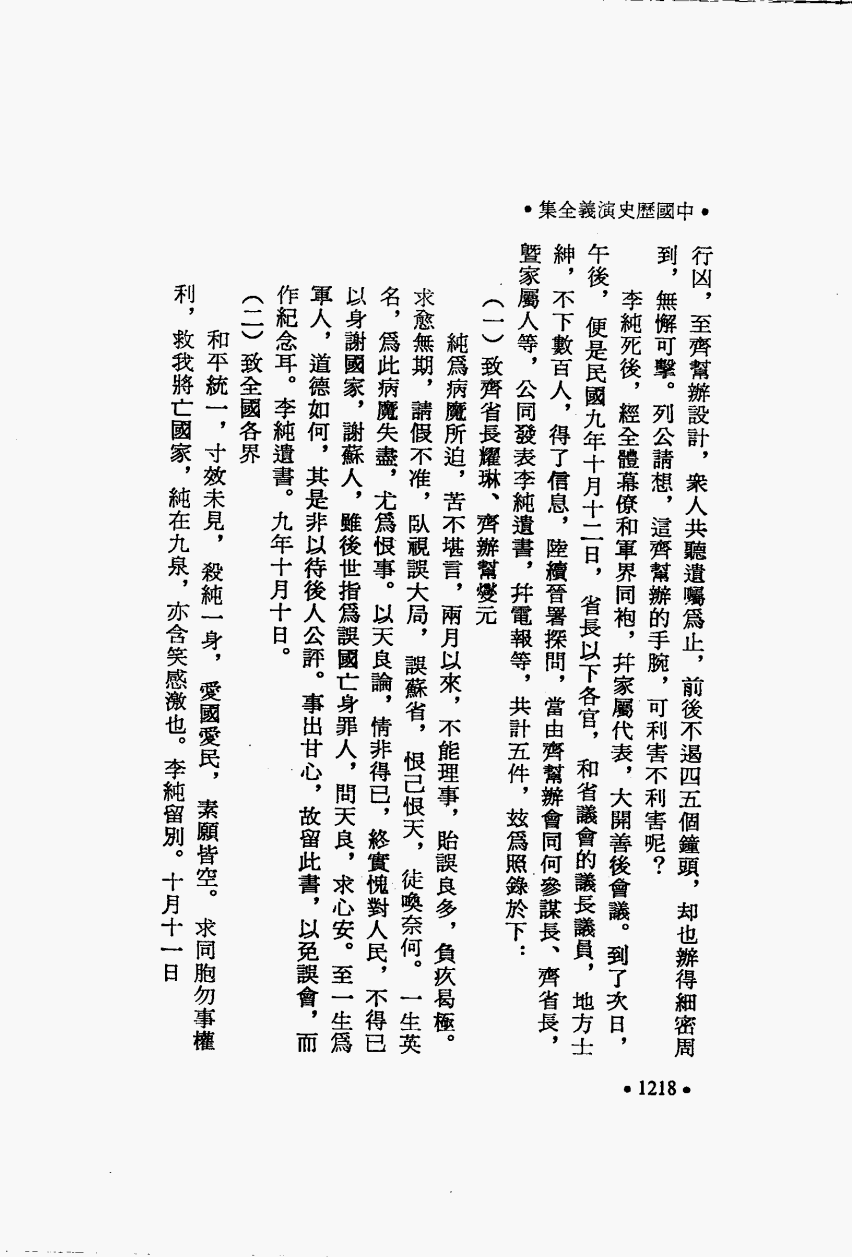 •中國歷史演義全集•
行凶，至齊幫辦設計，衆人共聽遺囑爲止，前後不過四五個鐘頭，却也辦得細密周
到，無懈可擊。列公請想，這齊幫辦的手腕，可利害不利害呢？
李純死後，經全體幕僚和軍界同袍，幷家屬代表，大開善後會議。到了次日，
午後，便是民國九年十月十二日，省長以下各官，和省議會的議長議員，地方士
紳，不下數百人，得了信息，陸續晉署探問，當由齊幫辦會同何參謀長、齊省長，
暨家屬人等，公同發表李純遺書，幷電報等，共計五件，玆爲照錄於下：
（一）致齊省長耀琳、齊辦幫燮元
純爲病魔所迫，苦不堪言，兩月以來，不能理事，貽誤良多，負疚曷極。
求愈無期，請假不准，臥視誤大局，誤蘇省，恨己恨天，徒喚奈何。一生英
名，爲此病魔失盡，尤爲恨事。以天良論，情非得已，終實愧對人民，不得已
以身謝國家，謝蘇人，雖後世指爲誤國亡身罪人，問天良，求心安。至一生爲
軍人，道德如何，其是非以待後人公評。事出甘心，故留此書，以免誤會，而
作紀念耳。李純遺書。九年十月十日。
（二）致全國各界
和平統一，寸效未見，殺純一身，愛國愛民，素願皆空。求同胞勿事權
利，救我將亡國家，純在九泉，亦含笑感激也。李純留別。十月十一日
•1218•